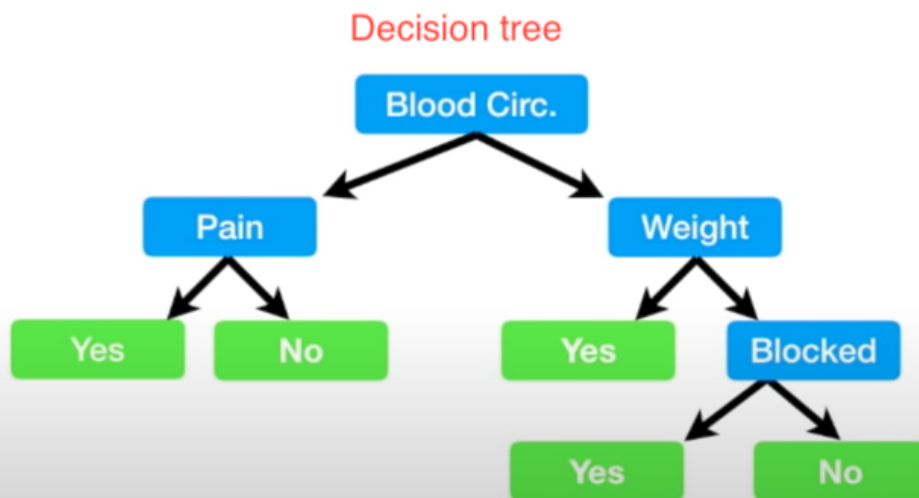 Decision tree
Blood Circ.
Pain
Weight
Yes
No
Yes
Blocked
Yes
No